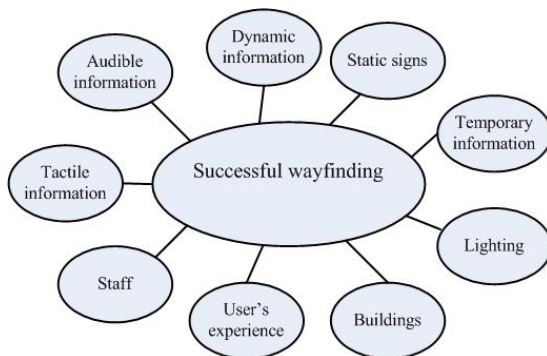 Dynamic
information
Static signs
Audible
information
Temporary
information
Successful wayfinding
Tactile
information
Lighting
Staff
User's
experience
Buildings